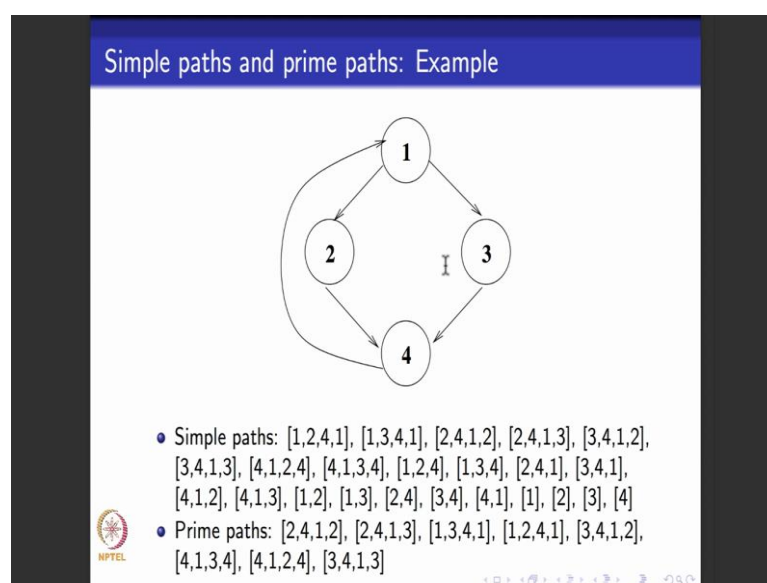 Simple paths and prime paths: Example
1
2
3
4
Simple paths: [1,2,4,1], [1,3,4,1], [2,4,1,2], [2,4,1,3], [3,4,1,2],
[3,4,1,3], [4,1,2,4], [4,1,3,4], [1,2,4], [1,3,4], [2,4,1], [3,4,1],
[4,1,2], [4,1,3], [1,2], [1,3], [2,4], [3,4], [4,1], [1], [2], [3], [4]
Prime paths: [2,4,1,2], [2,4,1,3], [1,3,4,1], [1,2,4,1], [3,4,1,2],
[4,1,3,4], [4,1,2,4], [3,4,1,3]
NPTEL